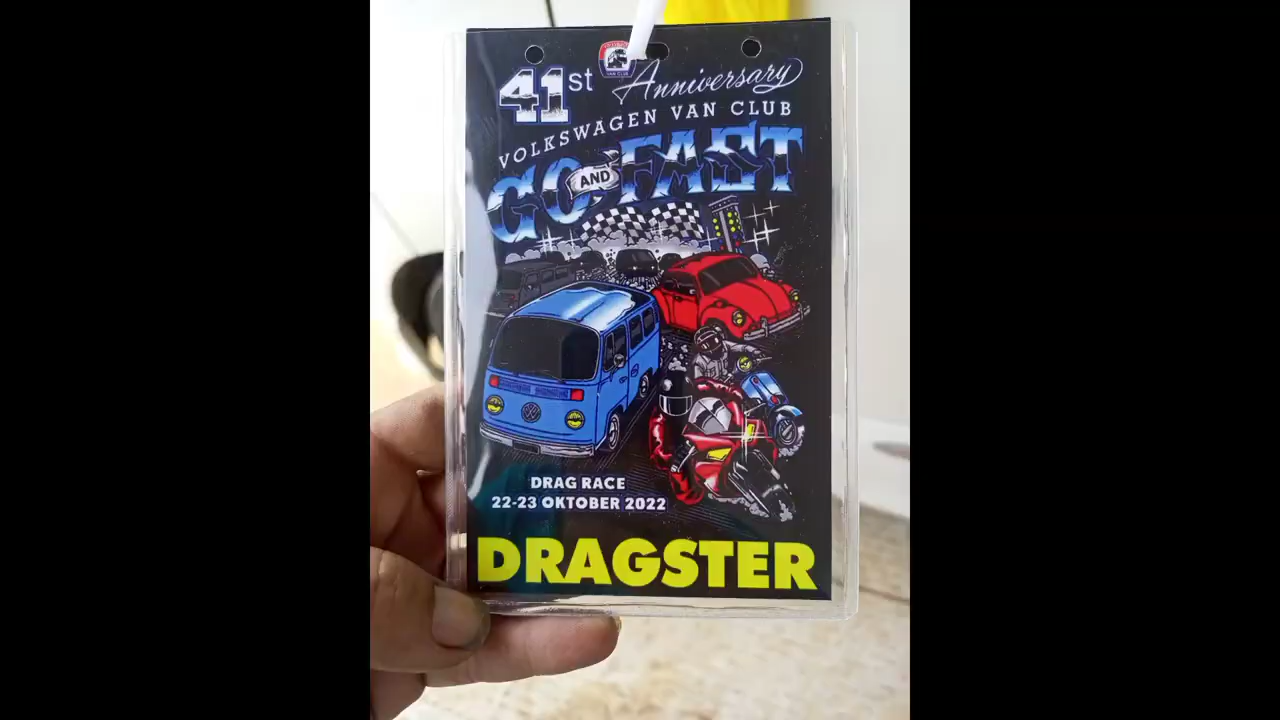 41st Anniversary
VOLKSWAGEN VAN CLUB
GO AND FAST
DRAG RACE
22-23 OKTOBER 2022
DRAGSTER